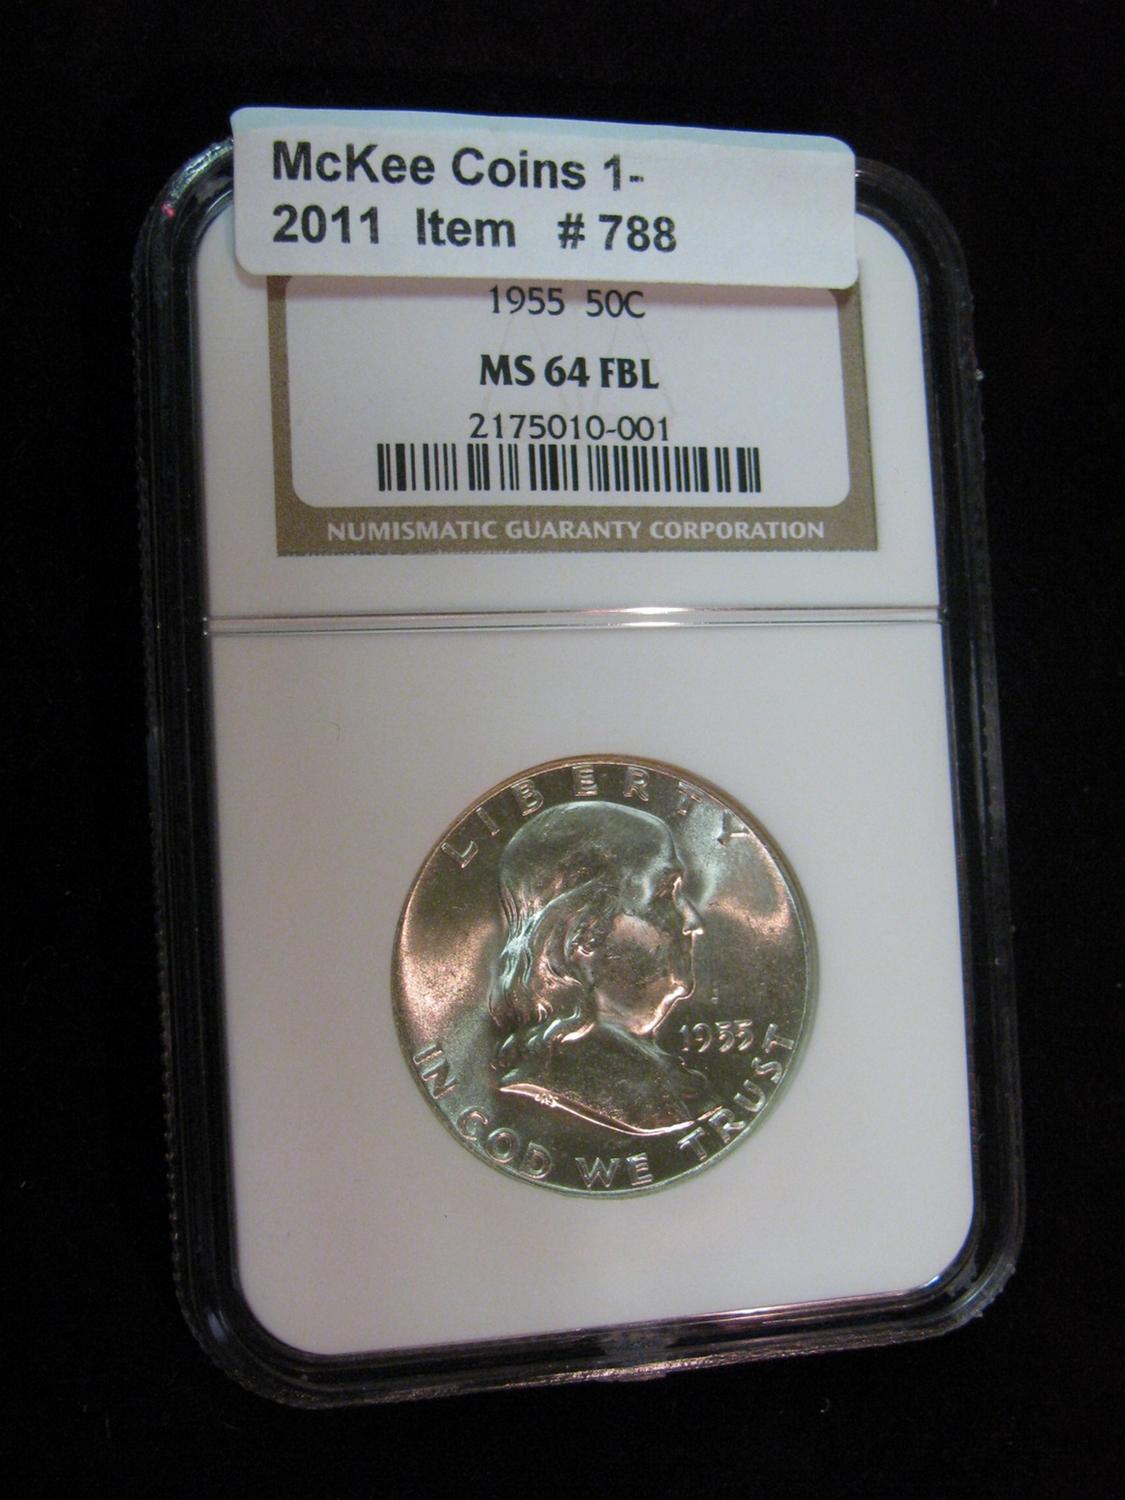 McKee Coins 1-
2011 Item # 788
1955 50C
MS 64 FBL
2175010-001
NUMISMATIC GUARANTY CORPORATION
LIBERTY
1955
IN GOD WE TRUST